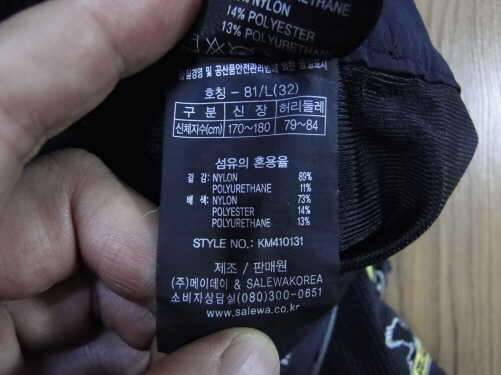 NYLON
14% POLYESTER
13% POLYURETHANE
호칭 - 81/L(32)
구 분 신 장 허리둘레
신체치수(cm) 170~180 79~84
섬유의 혼용율
겉 감: NYLON 89%
POLYURETHANE 11%
배 색: NYLON 73%
POLYESTER 14%
POLYURETHANE 13%
STYLE NO.: KM410131
제조 / 판매원
(주)메이데이 & SALEWAKOREA
소비자상담실(080)300-0651
www.salewa.co.kr